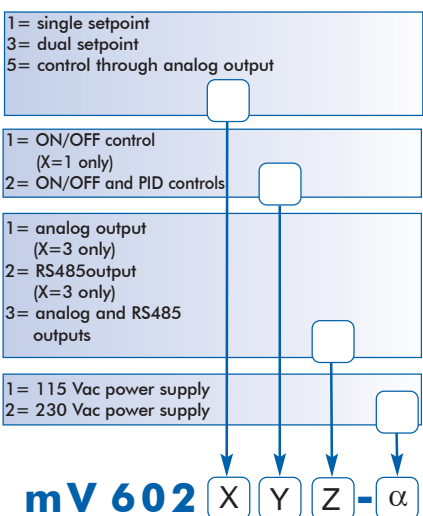 1= single setpoint
3= dual setpoint
5= control through analog output
1= ON/OFF control
(X=1 only)
2= ON/OFF and PID controls
1= analog output
(X=3 only)
2= RS485output
(X=3 only)
3= analog and RS485
outputs
1= 115 Vac power supply
2= 230 Vac power supply
mV 602 X Y Z - α